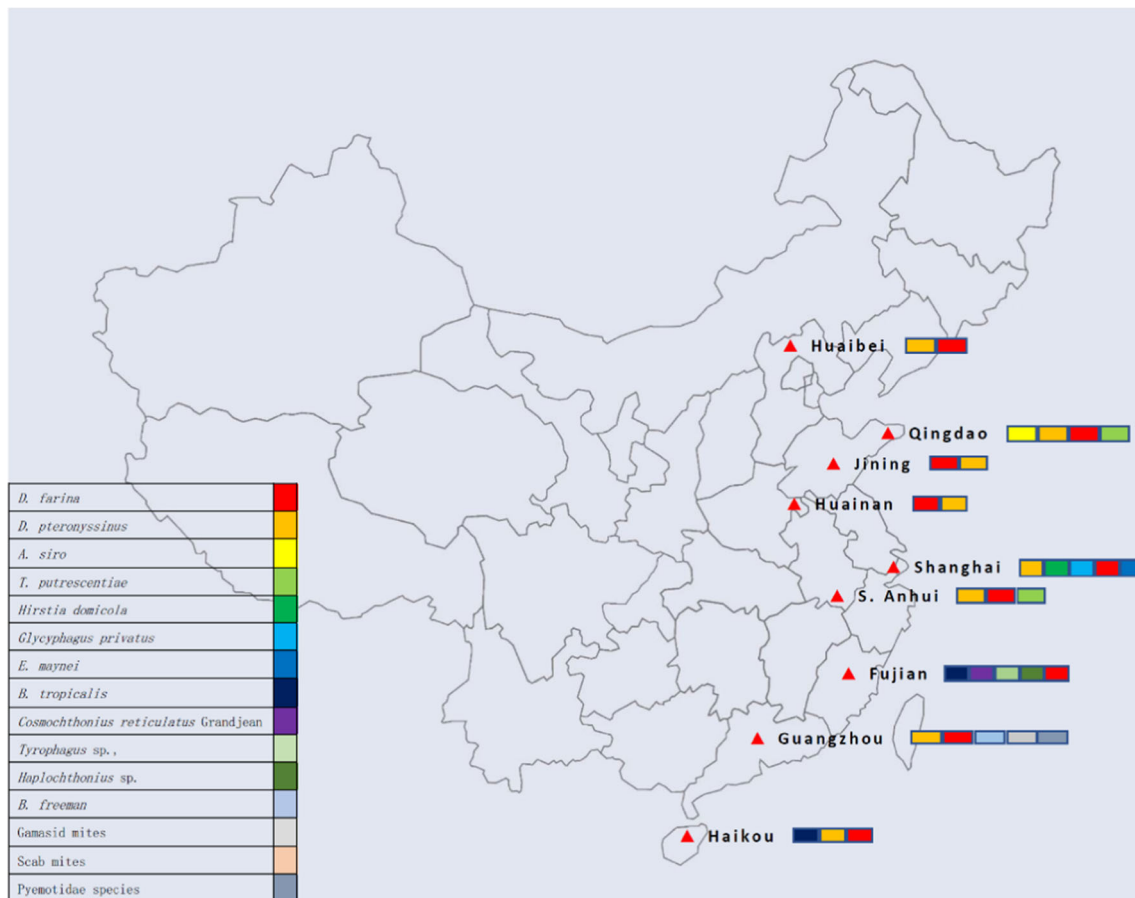 Huaibei
Qingdao
Jining
Huainan
Shanghai
S. Anhui
Fujian
Guangzhou
Haikou
D. farina
D. pteronyssinus
A. siro
T. putrescentiae
Hirstia domicola
Glycyphagus privatus
E. maynei
B. tropicalis
Cosmochthonius reticulatus Grandjean
Tyrophagus sp.,
Haplochthonius sp.
B. freeman
Gamasid mites
Scab mites
Pyemotidae species